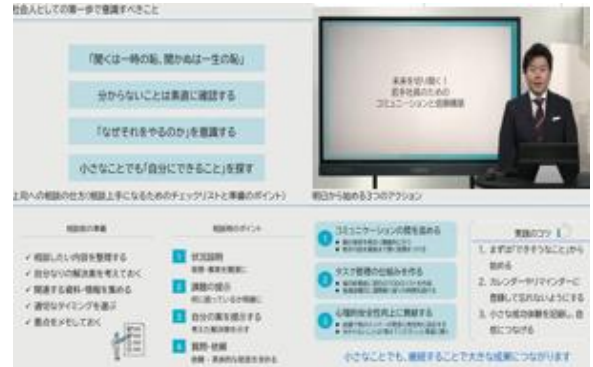 社会人としての第一歩で意識すべきこと
「聞くは一時の恥、聞かぬは一生の恥」
分からないことは素直に確認する
「なぜそれをやるのか」を意識する
小さなことでも「自分にできること」を探す
未来を切り開く！
若手社員のための
コミュニケーションと信頼構築
上司への相談の仕方(相談上手になるためのチェックリストと準備のポイント)
相談前の準備
✓ 相談したい内容を整理する
✓ 自分なりの解決案を考えておく
✓ 関連する資料・情報を集める
✓ 適切なタイミングを選ぶ
✓ 要点をメモしておく
相談時のポイント
1 状況説明
2 課題の提示
3 自分の案を提示する
4 質問・依頼
明日から始める3つのアクション
1 コミュニケーションの質を高める
2 タスク管理の仕組みを作る
3 心理的安全性向上に貢献する
実践のコツ
1. まずは「できそうなこと」から
始める
2. カレンダーやリマインダーに
登録して忘れないようにする
3. 小さな成功体験を記録し、自
信につなげる
小さなことでも、継続することで大きな成果につながります